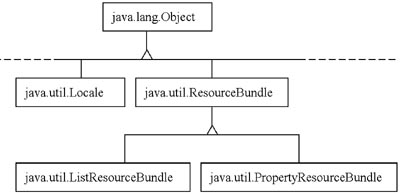 java.lang.Object
java.util.Locale
java.util.ResourceBundle
java.util.ListResourceBundle
java.util.PropertyResourceBundle